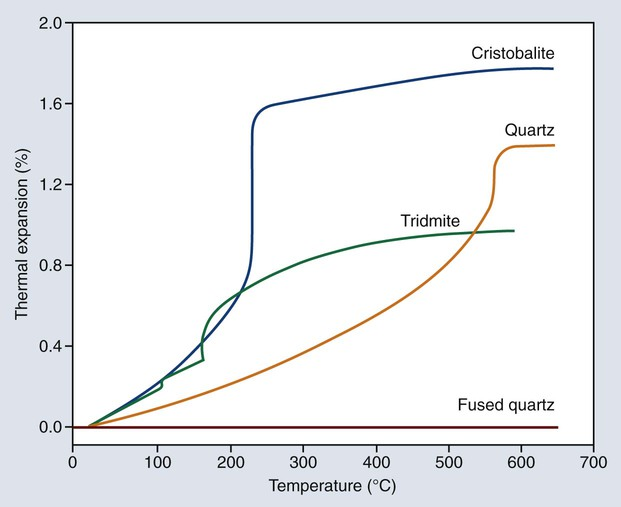 2.0
Cristobalite
1.6
Quartz
1.2
Tridmite
0.8
0.4
Fused quartz
0.0
Thermal expansion (%)
0 100 200 300 400 500 600 700
Temperature (°C)